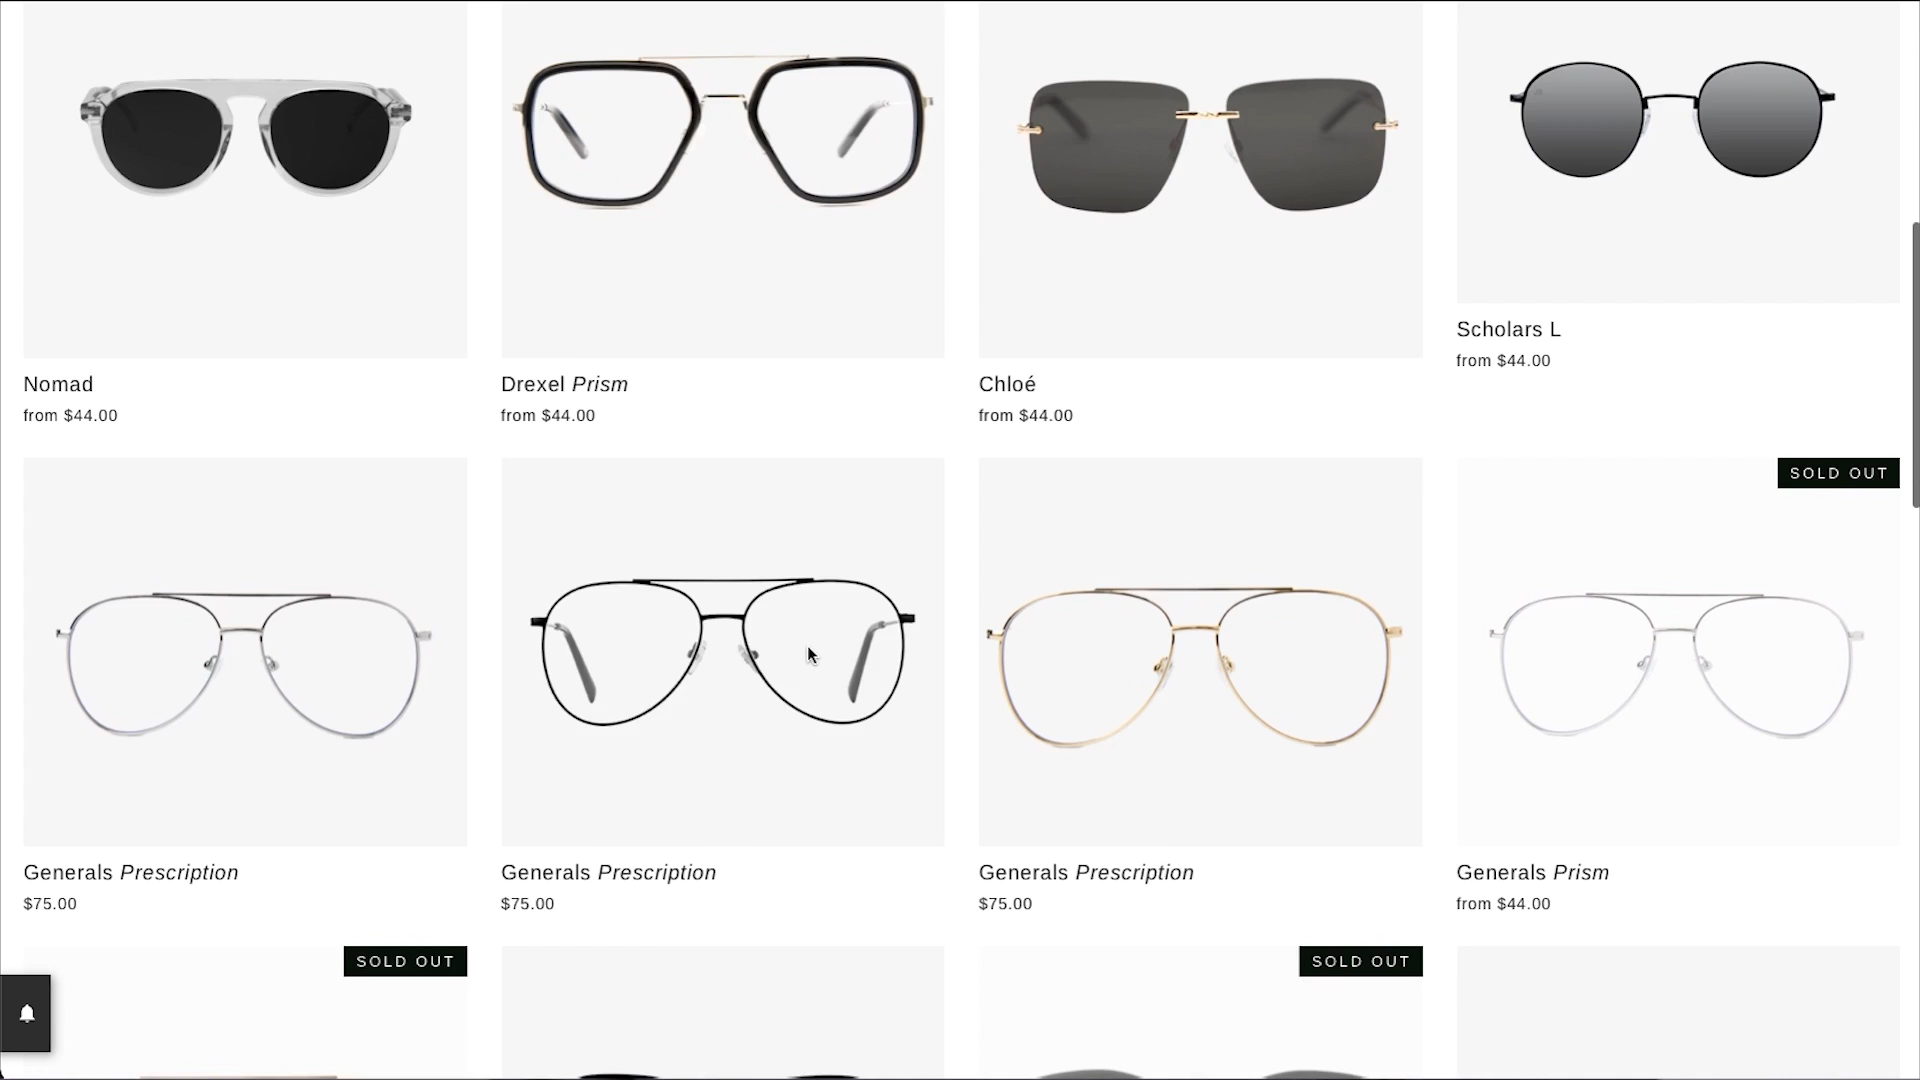 Nomad
from $44.00
Drexel Prism
from $44.00
Chloé
from $44.00
Scholars L
from $44.00
SOLD OUT
Generals Prescription
$75.00
Generals Prescription
$75.00
Generals Prescription
$75.00
Generals Prism
from $44.00
SOLD OUT
SOLD OUT